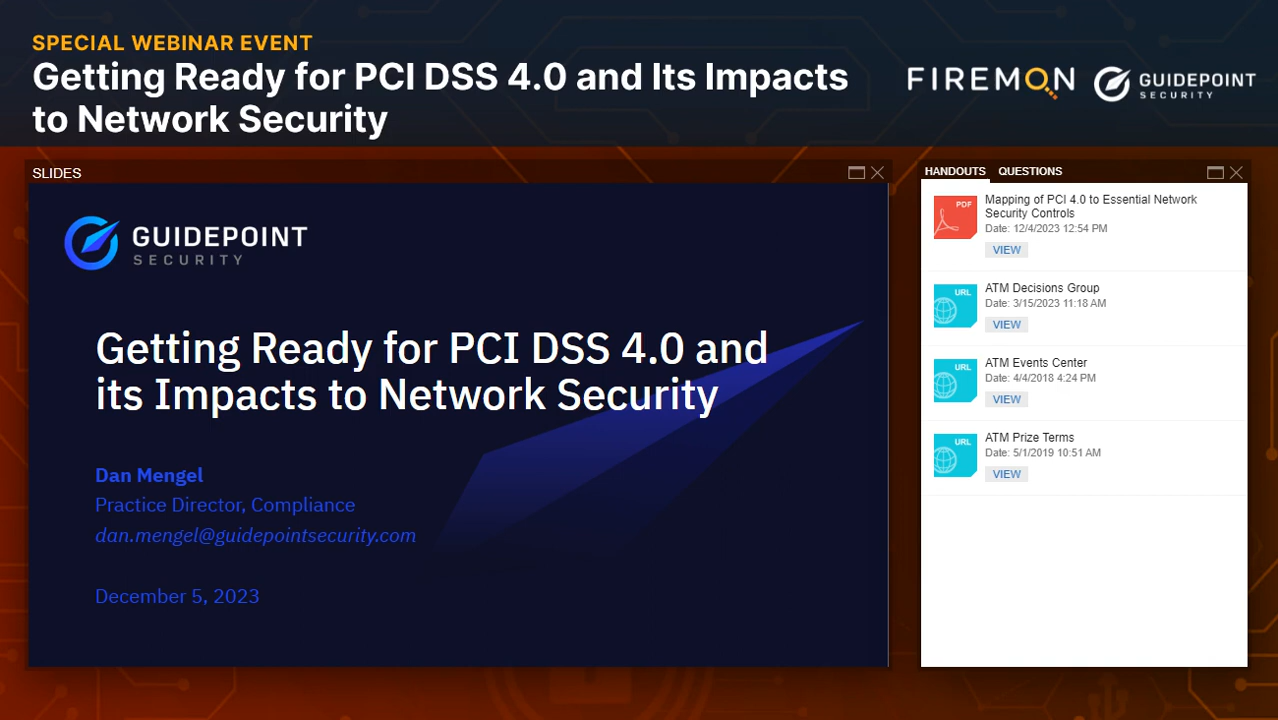 SPECIAL WEBINAR EVENT
Getting Ready for PCI DSS 4.0 and Its Impacts
to Network Security
FIREMON
GUIDEPOINT
SECURITY
SLIDES
GUIDEPOINT
SECURITY
Getting Ready for PCI DSS 4.0 and
its Impacts to Network Security
Dan Mengel
Practice Director, Compliance
dan.mengel@guidepointsecurity.com
December 5, 2023
HANDOUTS QUESTIONS
PDF
Mapping of PCI 4.0 to Essential Network
Security Controls
Date: 12/4/2023 12:54 PM
VIEW
URL
ATM Decisions Group
Date: 3/15/2023 11:18 AM
VIEW
URL
ATM Events Center
Date: 4/4/2018 4:24 PM
VIEW
URL
ATM Prize Terms
Date: 5/1/2019 10:51 AM
VIEW